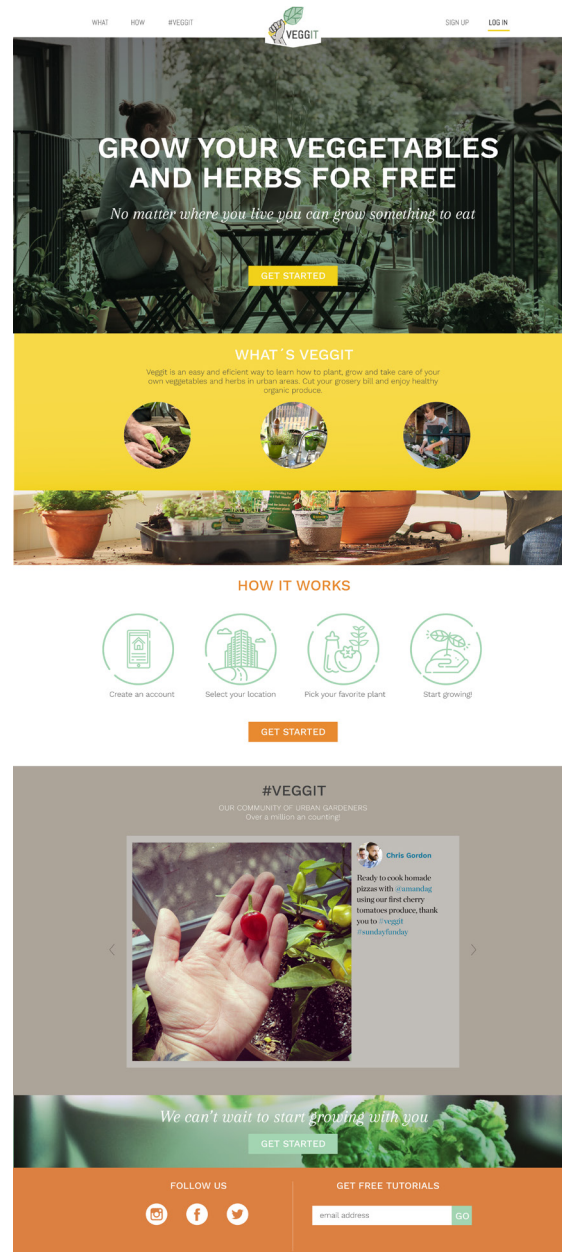 WHAT HOW #VEGGIT VEGGIT SIGN UP LOG IN
GROW YOUR VEGGETABLES
AND HERBS FOR FREE
No matter where you live you can grow something to eat
GET STARTED
WHAT´S VEGGIT
Veggit is an easy and eficient way to learn how to plant, grow and take care of your
own veggetables and herbs in urban areas. Cut your grosery bill and enjoy healthy
organic produce.
HOW IT WORKS
Create an account Select your location Pick your favorite plant Start growing!
GET STARTED
#VEGGIT
OUR COMMUNITY OF URBAN GARDENERS
Over a million an counting!
Chris Gordon
Ready to cook homade
pizzas with @amandag
using our first cherry
tomatoes produce, thank
you to #veggit
#sundayfunday
We can't wait to start growing with you
GET STARTED
FOLLOW US GET FREE TUTORIALS
email address GO